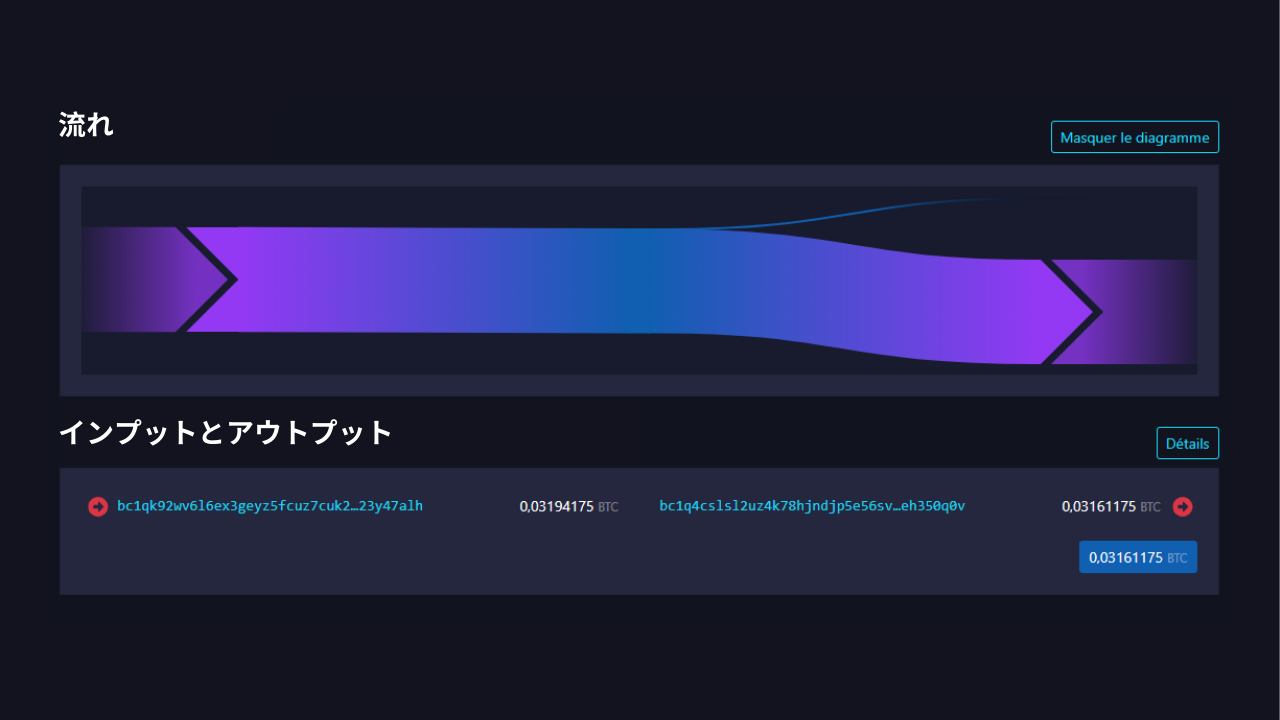 流れ
Masquer le diagramme
インプットとアウトプット
Détails
bc1qk92wv6l6ex3geyz5fcuz7cuk2…23y47alh 0,03194175 BTC bc1q4cslsl2uz4k78hjndjp5e56sv…eh350q0v 0,03161175 BTC
0,03161175 BTC